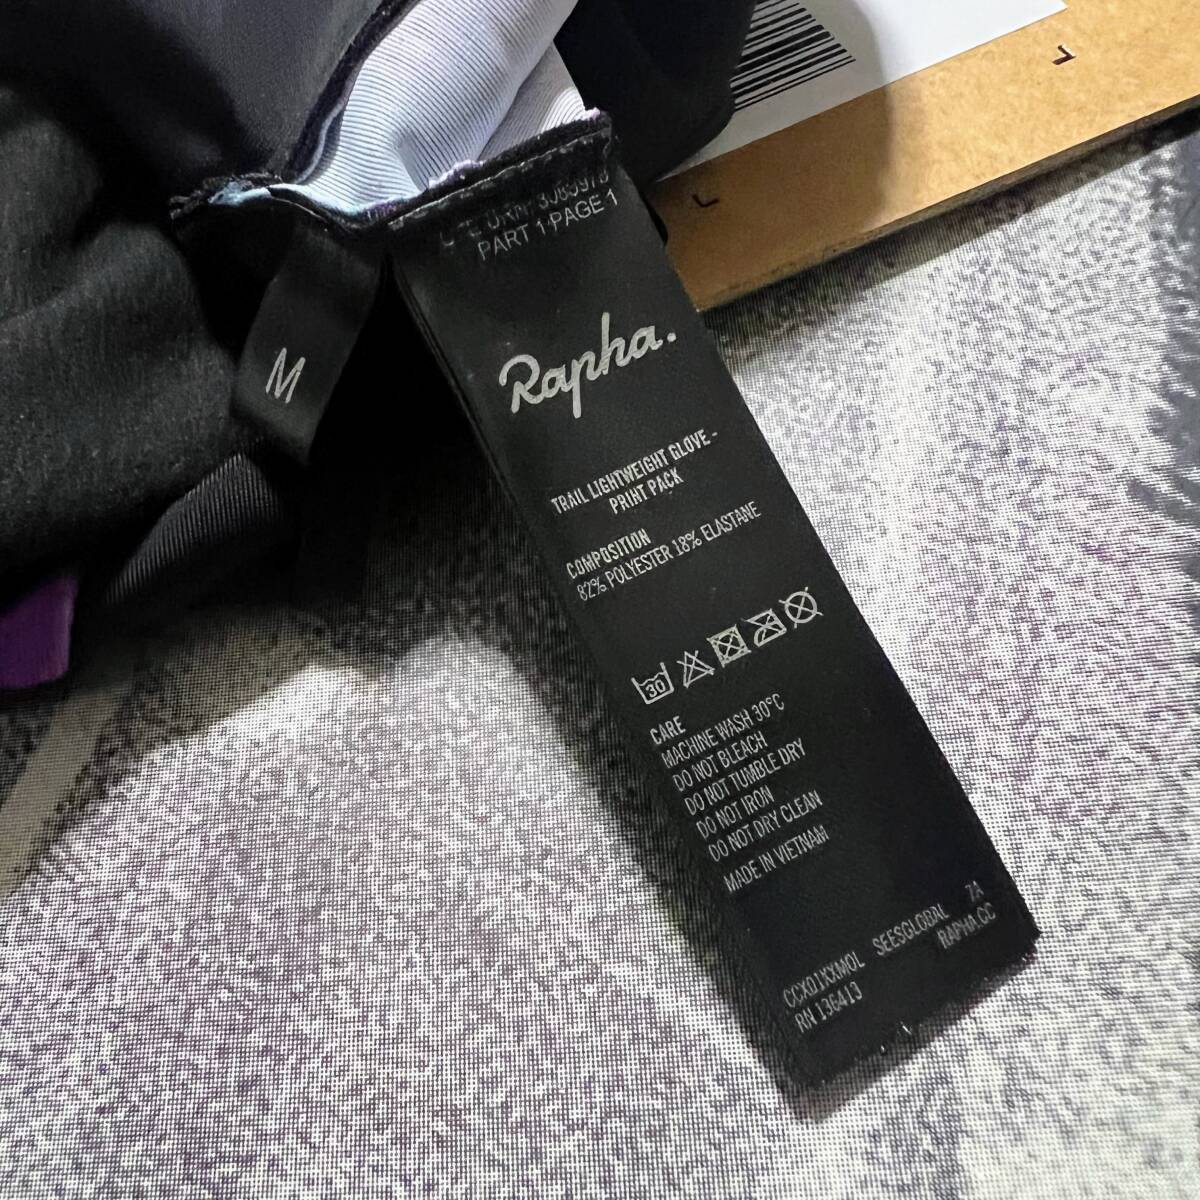 PART 1 PAGE 1
M
Rapha.
TRAIL LIGHTWEIGHT GLOVE -
PRINT PACK
COMPOSITION
82% POLYESTER 18% ELASTANE
30
CARE
MACHINE WASH 30°C
DO NOT BLEACH
DO NOT TUMBLE DRY
DO NOT IRON
DO NOT DRY CLEAN
MADE IN VIETNAM
CCX01XXMOL SEESGLOBAL 7A
RN 136413 RAPHA.CC